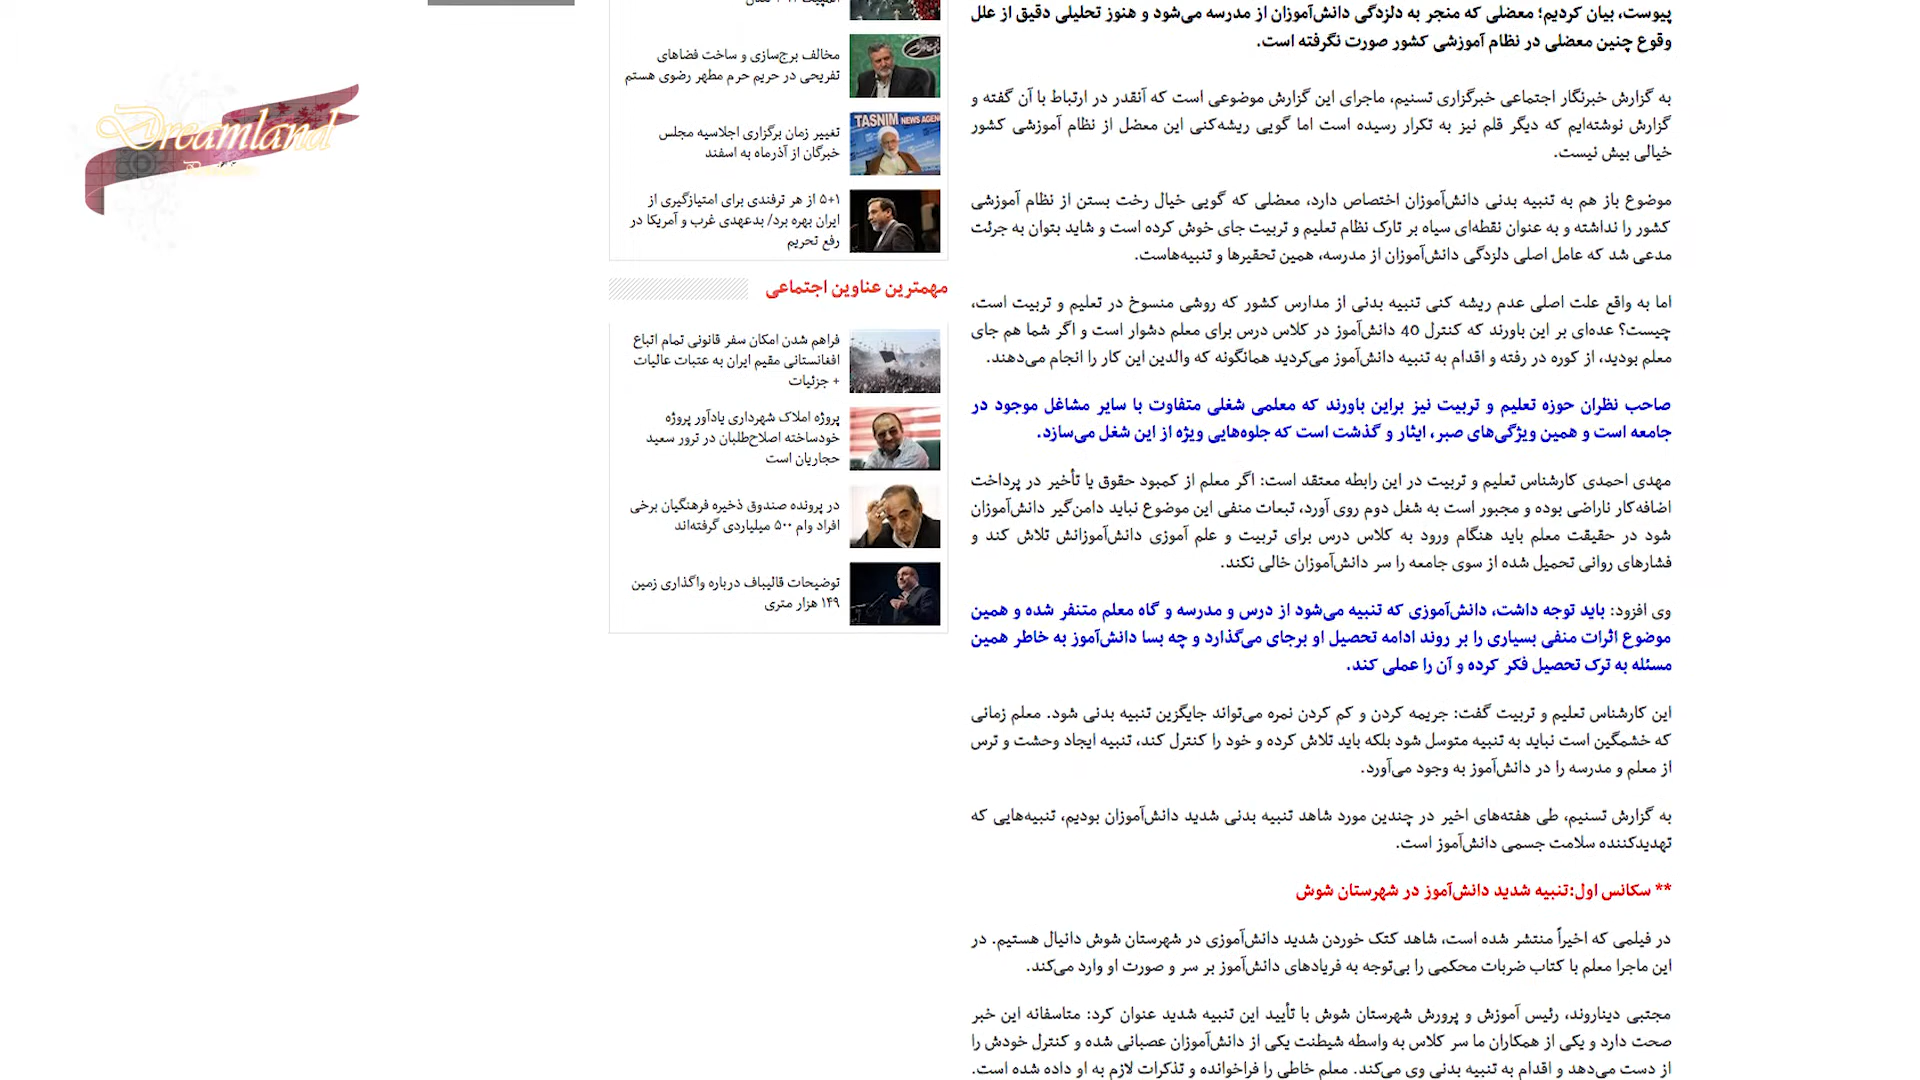 پیوست، بیان کردیم؛ معضلی که منجر به دلزدگی دانش‌آموزان از مدرسه می‌شود و هنوز تحلیلی دقیق از علل
وقوع چنین معضلی در نظام آموزشی کشور صورت نگرفته است.
به گزارش خبرنگار اجتماعی خبرگزاری تسنیم، ماجرای این گزارش موضوعی است که آنقدر در ارتباط با آن گفته و
گزارش نوشته‌ایم که دیگر قلم نیز به تکرار رسیده است اما گویی ریشه‌کنی این معضل از نظام آموزشی کشور
خیالی بیش نیست.
موضوع باز هم به تنبیه بدنی دانش‌آموزان اختصاص دارد، معضلی که گویی خیال رخت بستن از نظام آموزشی
کشور را نداشته و به عنوان نقطه‌ای سیاه بر تارک نظام تعلیم و تربیت جای خوش کرده است و شاید بتوان به جرئت
مدعی شد که عامل اصلی دلزدگی دانش‌آموزان از مدرسه، همین تحقیرها و تنبیه‌هاست.
اما به واقع علت اصلی عدم ریشه کنی تنبیه بدنی از مدارس کشور که روشی منسوخ در تعلیم و تربیت است،
چیست؟ عده‌ای بر این باورند که کنترل 40 دانش‌آموز در کلاس درس برای معلم دشوار است و اگر شما هم جای
معلم بودید، از کوره در رفته و اقدام به تنبیه دانش‌آموز می‌کردید همانگونه که والدین این کار را انجام می‌دهند.
صاحب نظران حوزه تعلیم و تربیت نیز براین باورند که معلمی شغلی متفاوت با سایر مشاغل موجود در
جامعه است و همین ویژگی‌های صبر، ایثار و گذشت است که جلوه‌هایی ویژه از این شغل می‌سازد.
مهدی احمدی کارشناس تعلیم و تربیت در این رابطه معتقد است: اگر معلم از کمبود حقوق یا تأخیر در پرداخت
اضافه‌کار ناراضی بوده و مجبور است به شغل دوم روی آورد، تبعات منفی این موضوع نباید دامن‌گیر دانش‌آموزان
شود در حقیقت معلم باید هنگام ورود به کلاس درس برای تربیت و علم آموزی دانش‌آموزانش تلاش کند و
فشارهای روانی تحمیل شده از سوی جامعه را سر دانش‌آموزان خالی نکند.
وی افزود: باید توجه داشت، دانش‌آموزی که تنبیه می‌شود از درس و مدرسه و گاه معلم متنفر شده و همین
موضوع اثرات منفی بسیاری را بر روند ادامه تحصیل او برجای می‌گذارد و چه بسا دانش‌آموز به خاطر همین
مسئله به ترک تحصیل فکر کرده و آن را عملی کند.
این کارشناس تعلیم و تربیت گفت: جریمه کردن و کم کردن نمره می‌تواند جایگزین تنبیه بدنی شود. معلم زمانی
که خشمگین است نباید به تنبیه متوسل شود بلکه باید تلاش کرده و خود را کنترل کند، تنبیه ایجاد وحشت و ترس
از معلم و مدرسه را در دانش‌آموز به وجود می‌آورد.
به گزارش تسنیم، طی هفته‌های اخیر در چندین مورد شاهد تنبیه بدنی شدید دانش‌آموزان بودیم، تنبیه‌هایی که
تهدیدکننده سلامت جسمی دانش‌آموز است.
** سکانس اول:تنبیه شدید دانش‌آموز در شهرستان شوش
در فیلمی که اخیراً منتشر شده است، شاهد کتک خوردن شدید دانش‌آموزی در شهرستان شوش دانیال هستیم. در
این ماجرا معلم با کتاب ضربات محکمی را بی‌توجه به فریادهای دانش‌آموز بر سر و صورت او وارد می‌کند.
مجتبی دیناروند، رئیس آموزش و پرورش شهرستان شوش با تأیید این تنبیه شدید عنوان کرد: متاسفانه این خبر
صحت دارد و یکی از همکاران ما سر کلاس به واسطه شیطنت یکی از دانش‌آموزان عصبانی شده و کنترل خودش را
از دست می‌دهد و اقدام به تنبیه بدنی وی می‌کند. معلم خاطی را فراخوانده و تذکرات لازم به او داده شده است.
مخالف برج‌سازی و ساخت فضاهای
تفریحی در حریم حرم مطهر رضوی هستم
TASNIM NEWS AGEN
تغییر زمان برگزاری اجلاسیه مجلس
خبرگان از آذرماه به اسفند
۵+۱ از هر ترفندی برای امتیازگیری از
ایران بهره برد/ بدعهدی غرب و آمریکا در
رفع تحریم
مهمترین عناوین اجتماعی
فراهم شدن امکان سفر قانونی تمام اتباع
افغانستانی مقیم ایران به عتبات عالیات
+ جزئیات
پروژه املاک شهرداری یادآور پروژه
خودساخته اصلاح‌طلبان در ترور سعید
حجاریان است
در پرونده صندوق ذخیره فرهنگیان برخی
افراد وام ۵۰۰ میلیاردی گرفته‌اند
توضیحات قالیباف درباره واگذاری زمین
۱۴۹ هزار متری
Dreamland